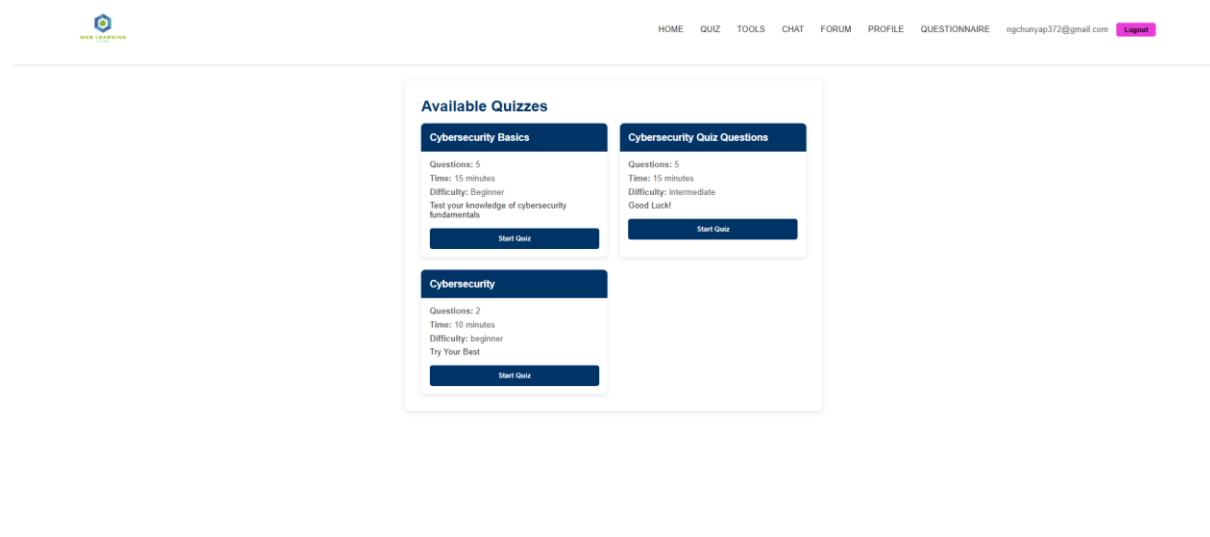 WEB LEARNING
HOME QUIZ TOOLS CHAT FORUM PROFILE QUESTIONNAIRE ngchunyap372@gmail.com Logout
Available Quizzes
Cybersecurity Basics
Questions: 5
Time: 15 minutes
Difficulty: Beginner
Test your knowledge of cybersecurity
fundamentals
Start Quiz
Cybersecurity Quiz Questions
Questions: 5
Time: 15 minutes
Difficulty: intermediate
Good Luck!
Start Quiz
Cybersecurity
Questions: 2
Time: 10 minutes
Difficulty: beginner
Try Your Best
Start Quiz